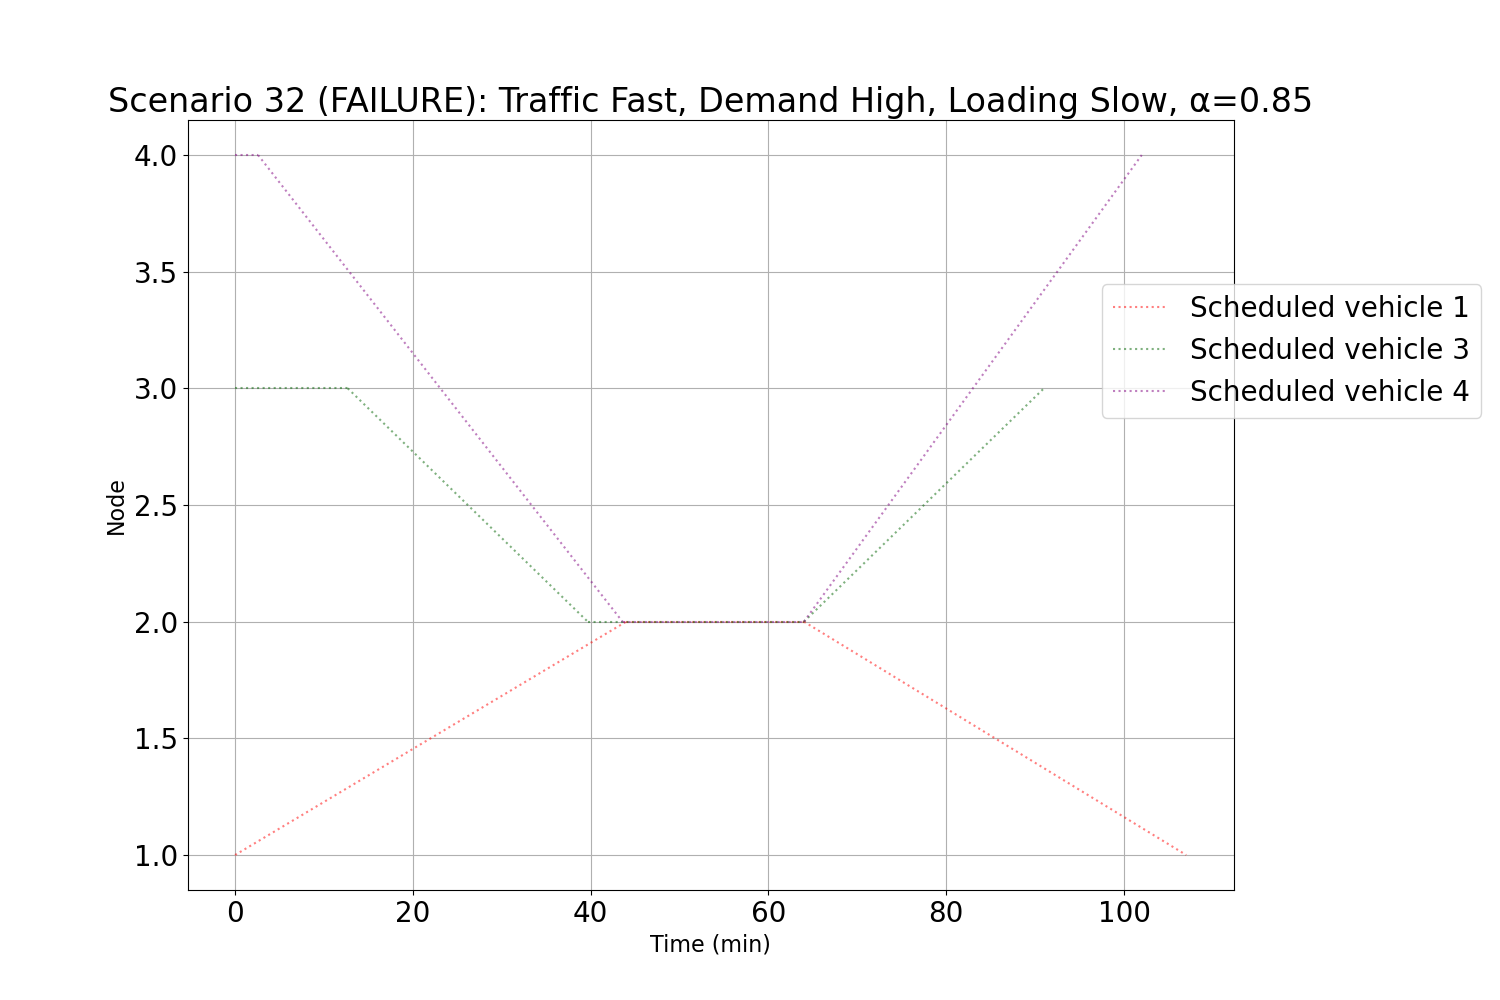 Scenario 32 (FAILURE): Traffic Fast, Demand High, Loading Slow, α=0.85
4.0
3.5
3.0
2.5
2.0
1.5
1.0
Node
0 20 40 60 80 100
Time (min)
Scheduled vehicle 1
Scheduled vehicle 3
Scheduled vehicle 4